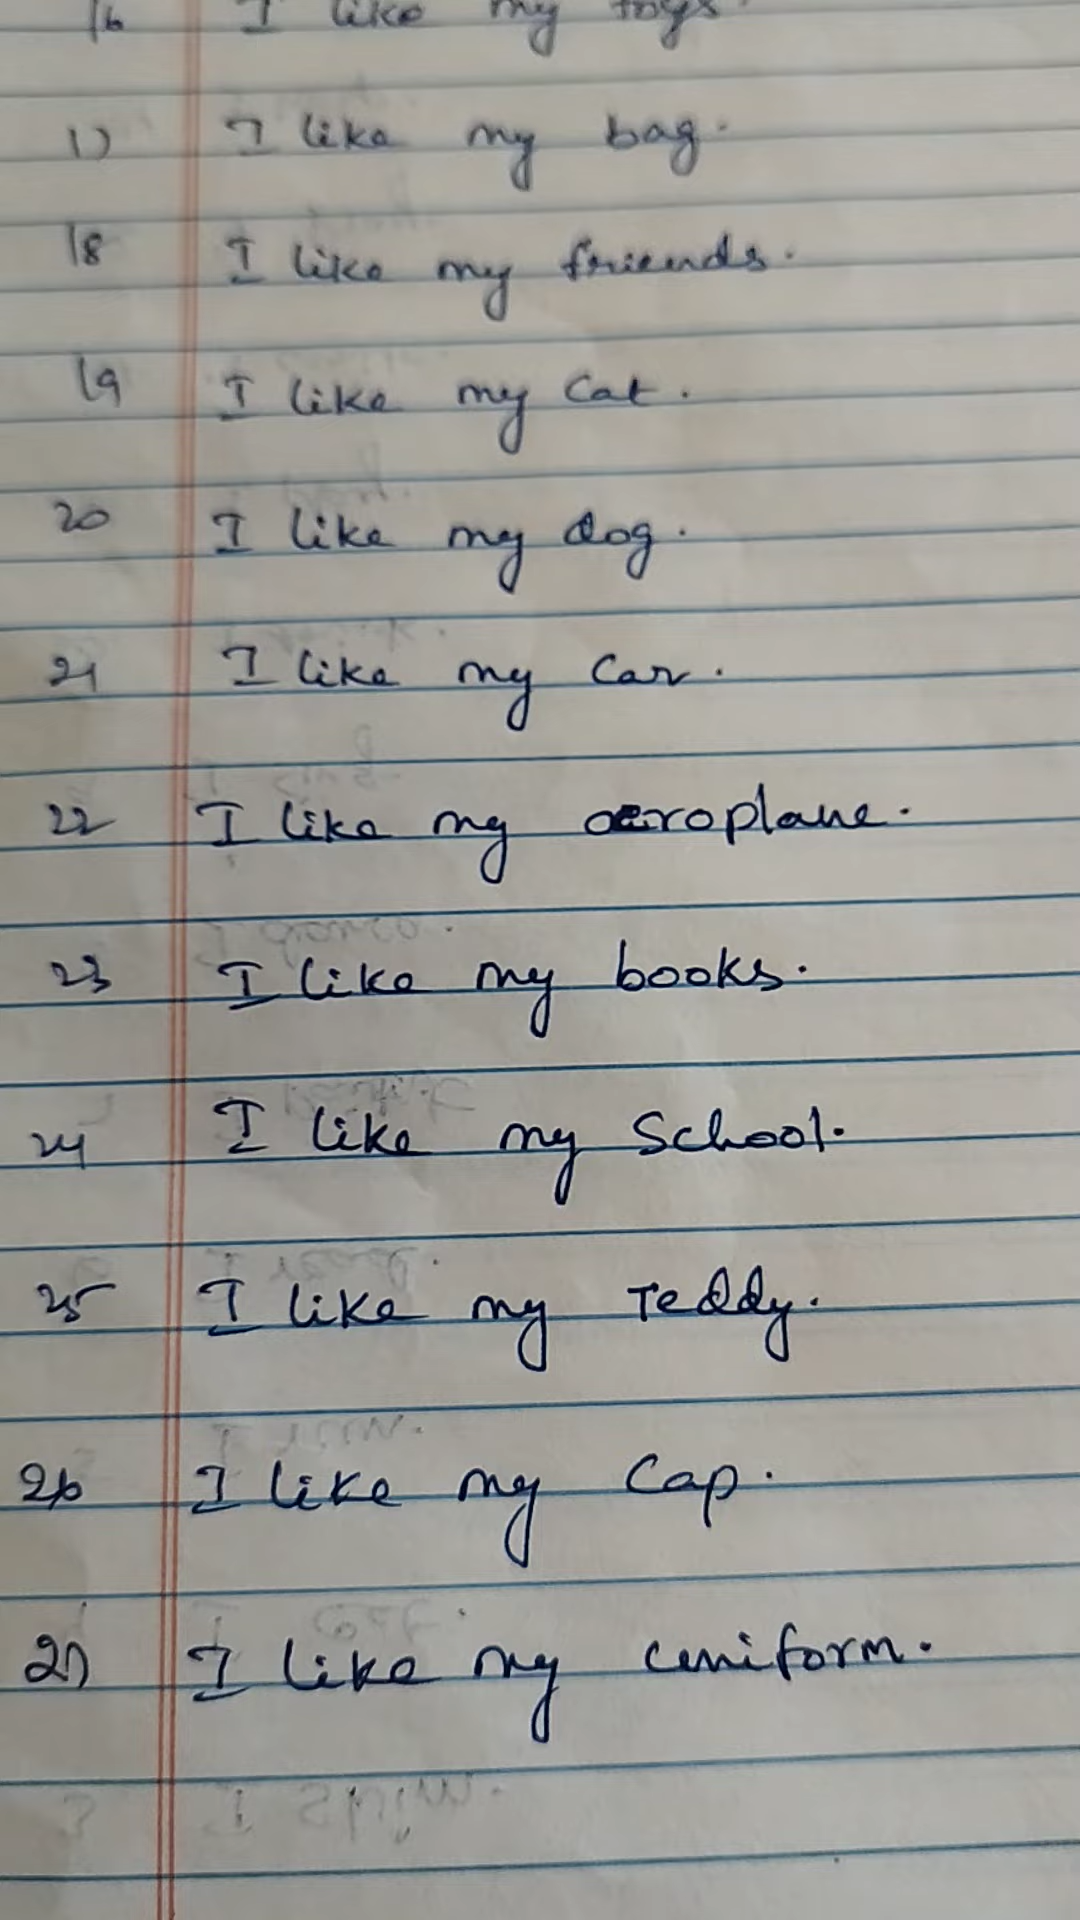 16 I like my toys.
17 I like my bag.
18 I like my friends.
19 I like my Cat.
20 I like my dog.
21 I like my Car.
22 I like my aeroplane.
23 I like my books.
24 I like my School.
25 I like my Teddy.
26 I like my Cap.
27 I like my uniform.